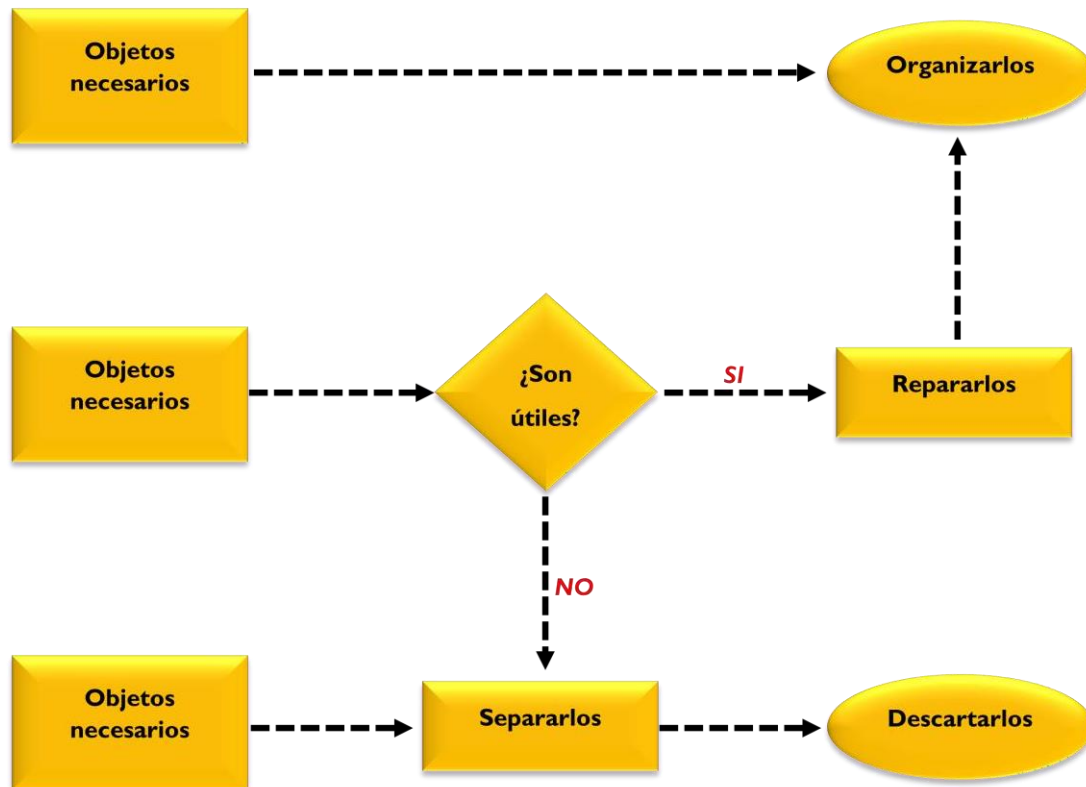 Objetos
necesarios
Organizarlos
Objetos
necesarios
¿Son
útiles?
SI
Repararlos
NO
Objetos
necesarios
Separarlos
Descartarlos